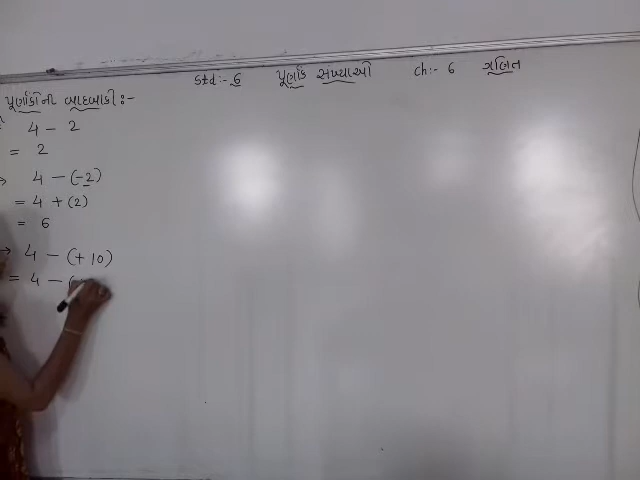 Std:- 6 પૂર્ણાંક સંખ્યાઓ ch:- 6 ગણિત
પૂર્ણાંકોની બાદબાકી:-
4 - 2
= 2
→ 4 - (-2)
= 4 + (2)
= 6
→ 4 - (+10)
= 4 - (